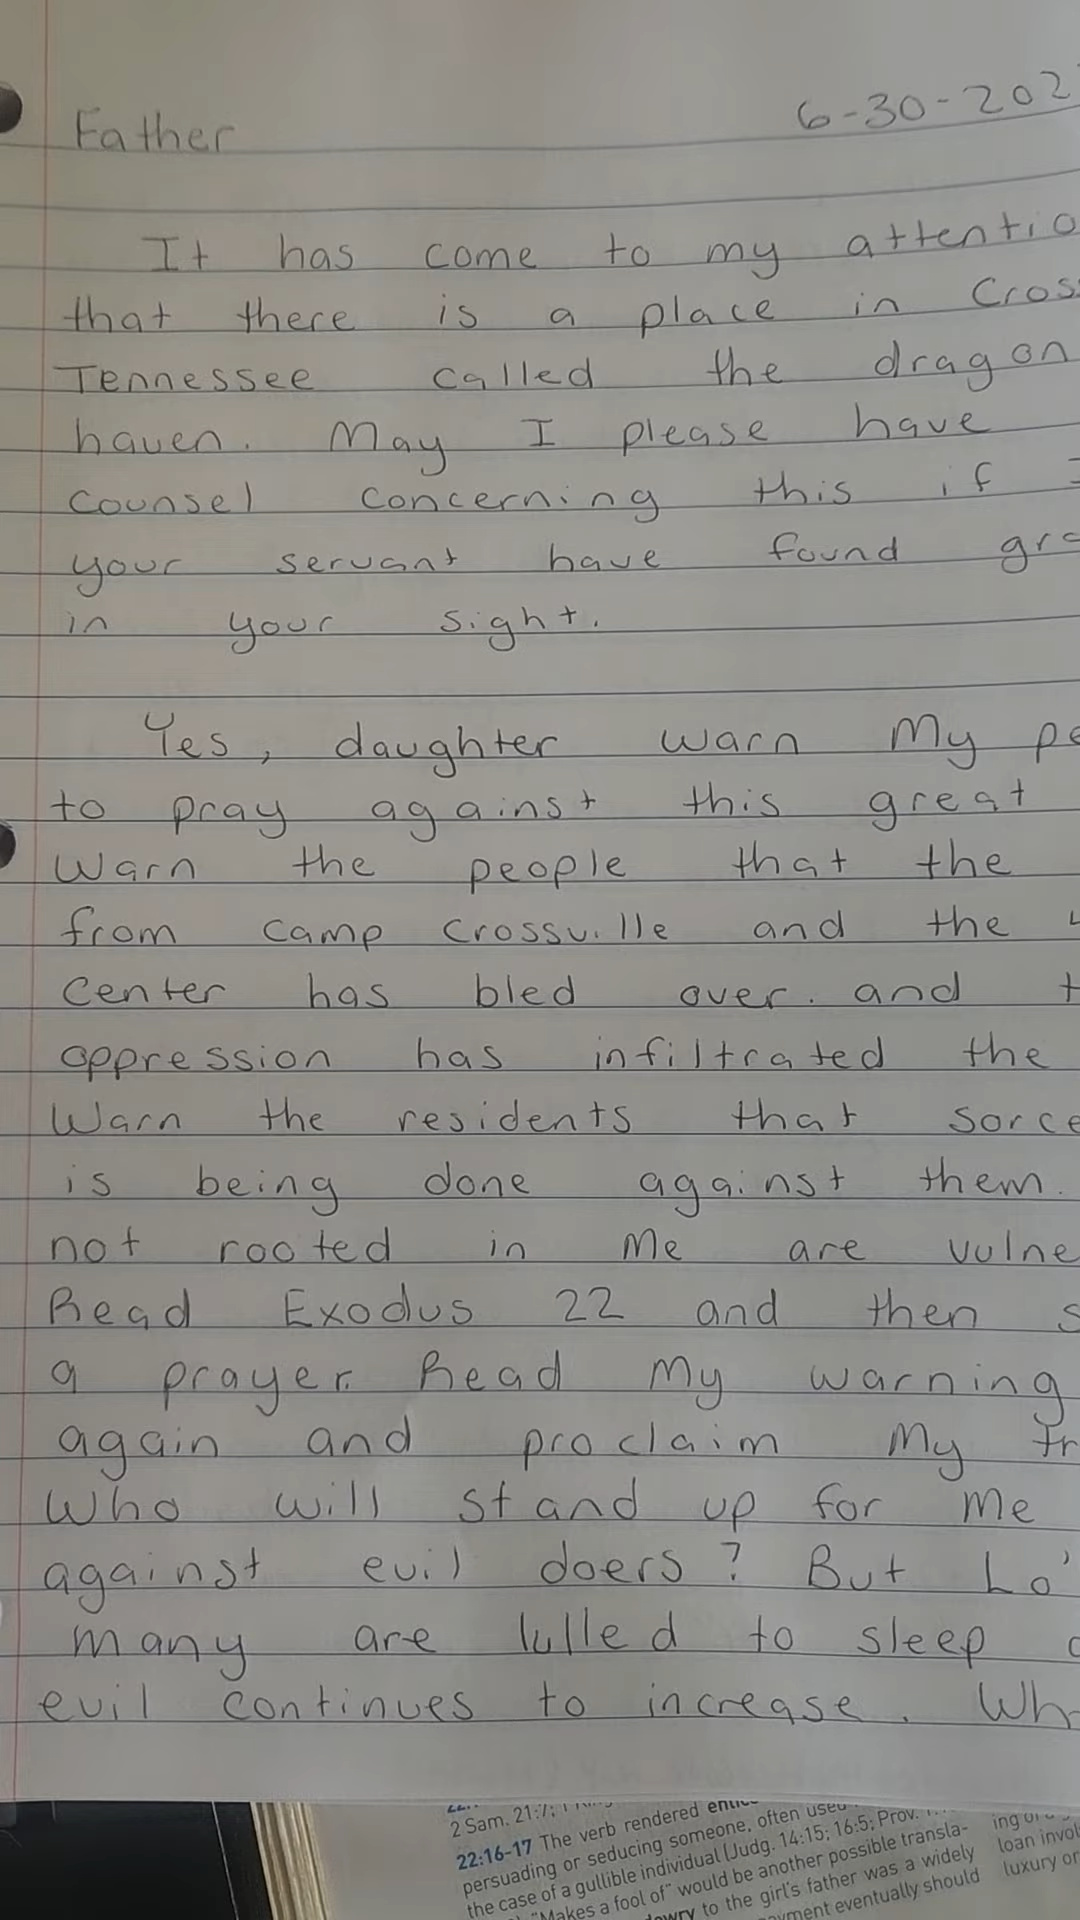 6-30-202
Father
It has come to my attentio
that there is a place in Cross
Tennessee called the dragon
haven. May I please have
counsel concerning this if I
your servant have found gra
in your sight.
Yes, daughter warn My pe
to pray against this great
Warn the people that the
from camp crossville and the
center has bled over. and t
oppression has infiltrated the
Warn the residents that sorce
is being done against them.
not rooted in Me are vulne
Read Exodus 22 and then s
a prayer. Read My warning
again and proclaim My tr
Who will stand up for Me
against evil doers? But Lo'
many are lulled to sleep
evil continues to increase. Wh
2 Sam. 21:7;
22:16-17 The verb rendered
persuading or seducing someone, often used
the case of a gullible individual (Judg. 14:15; 16:5; Prov.
"Makes a fool of" would be another possible transla-
to the girl's father was a widely
eventually should
loan invol
luxury or